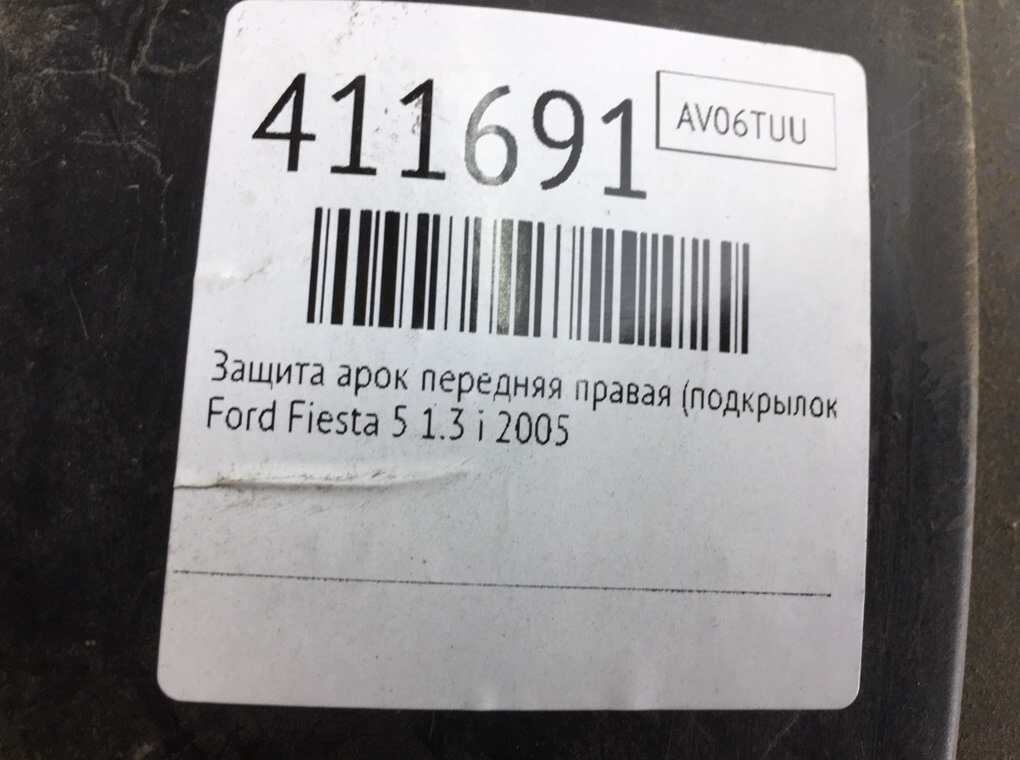 411691
AV06TUU
Защита арок передняя правая (подкрылок
Ford Fiesta 5 1.3 i 2005